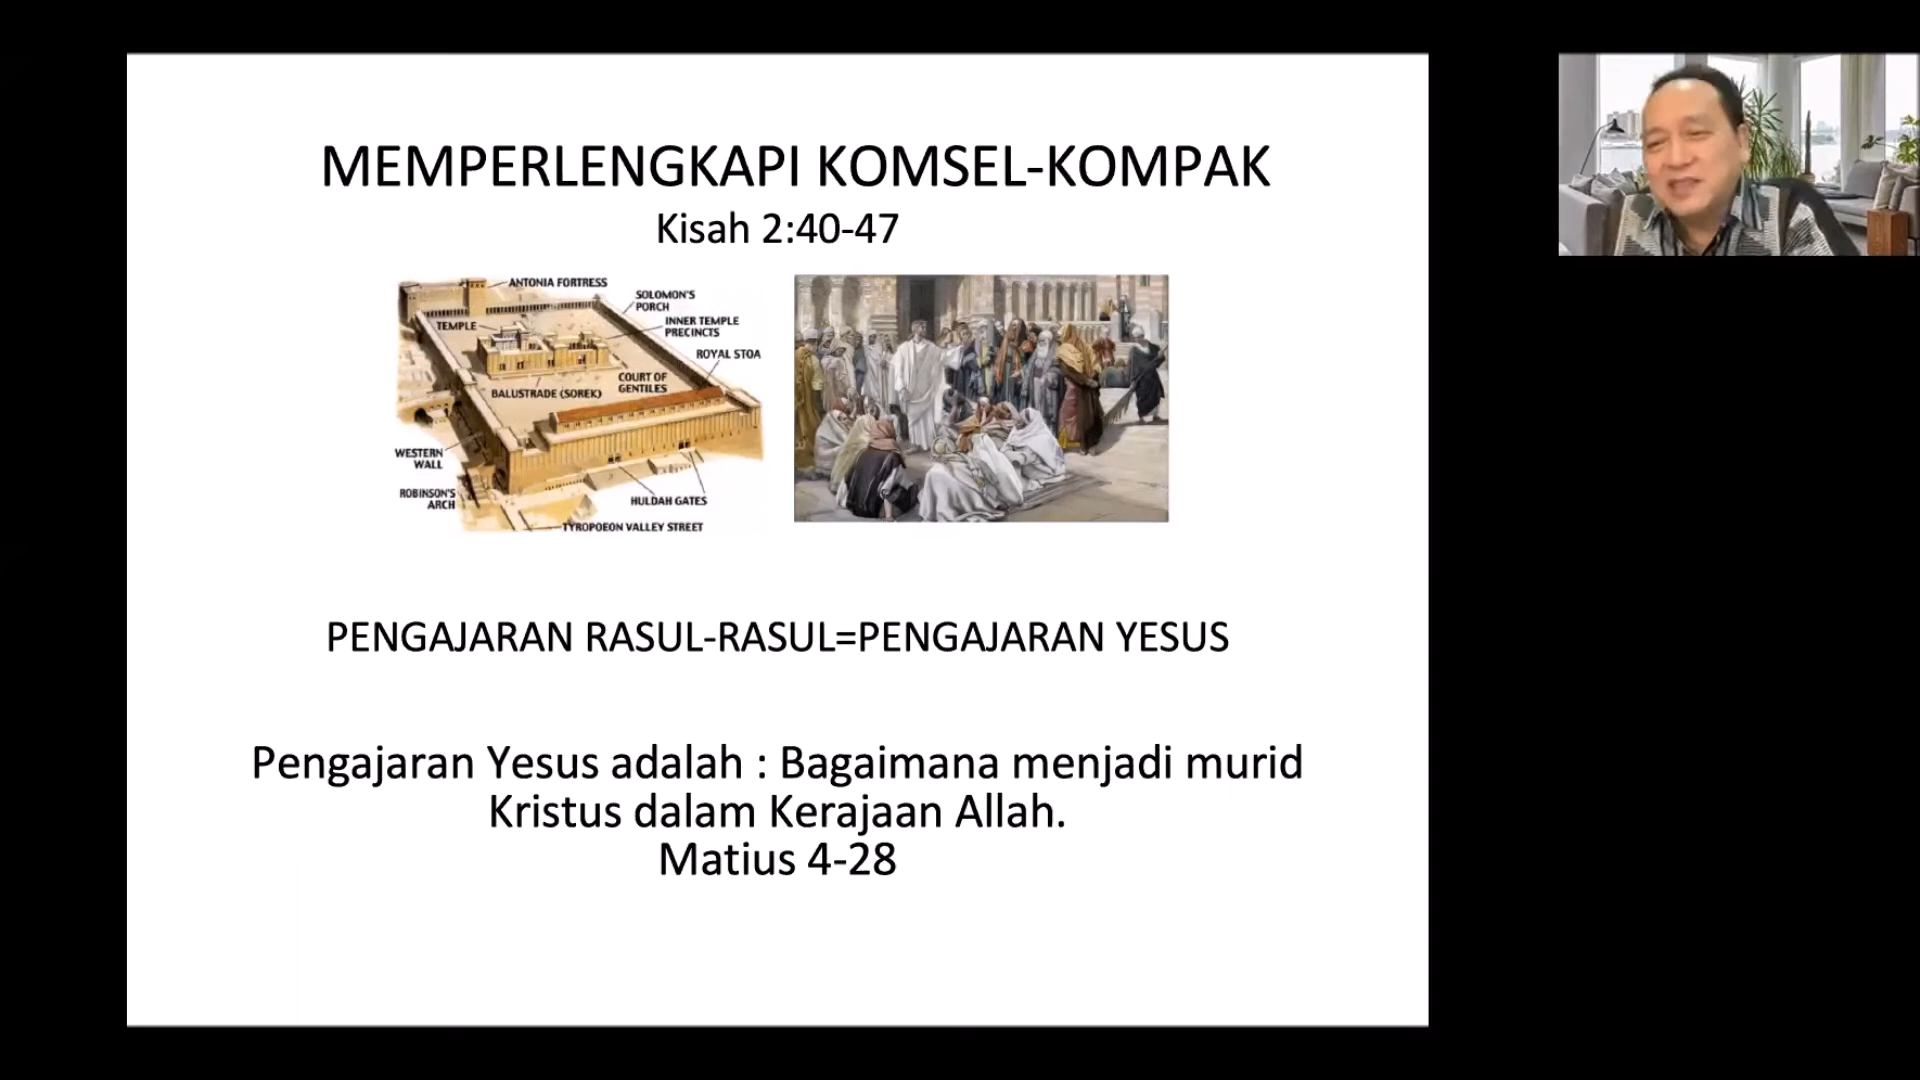 MEMPERLENGKAPI KOMSEL-KOMPAK
Kisah 2:40-47
ANTONIA FORTRESS
SOLOMON'S
PORCH
TEMPLE
INNER TEMPLE
PRECINCTS
ROYAL STOA
COURT OF
GENTILES
BALUSTRADE (SOREK)
WESTERN
WALL
ROBINSON'S
ARCH
HULDAH GATES
TYROPOEON VALLEY STREET
PENGAJARAN RASUL-RASUL=PENGAJARAN YESUS
Pengajaran Yesus adalah : Bagaimana menjadi murid
Kristus dalam Kerajaan Allah.
Matius 4-28